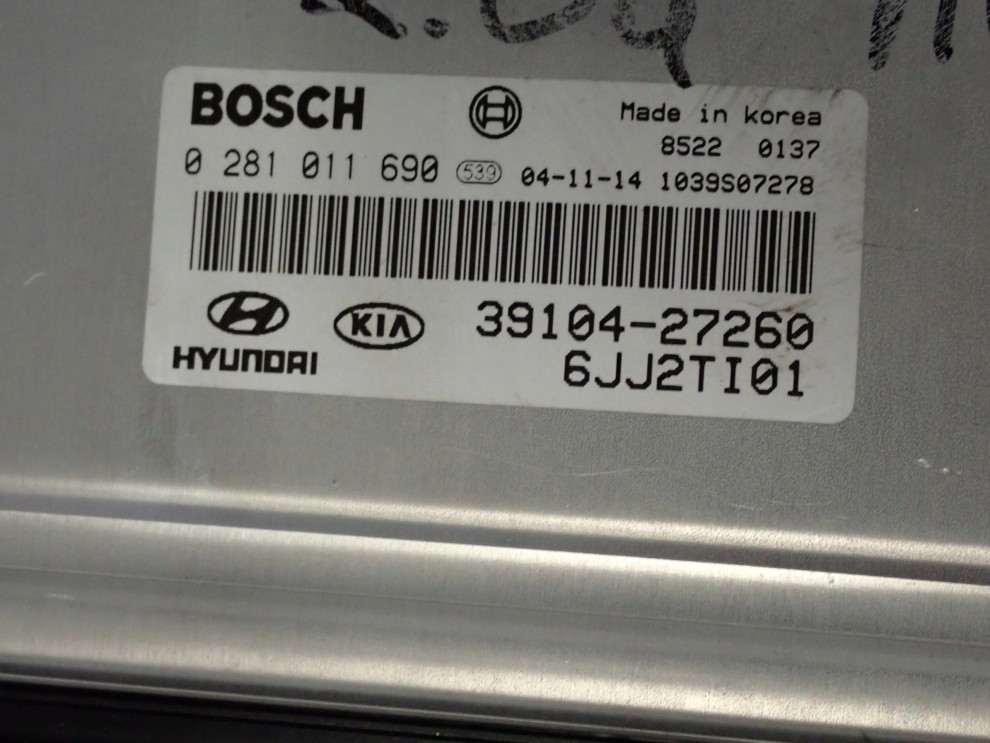 BOSCH
Made in korea
8522 0137
0 281 011 690 539 04-11-14 1039S07278
KIA 39104-27260
HYUNDAI 6JJ2TI01